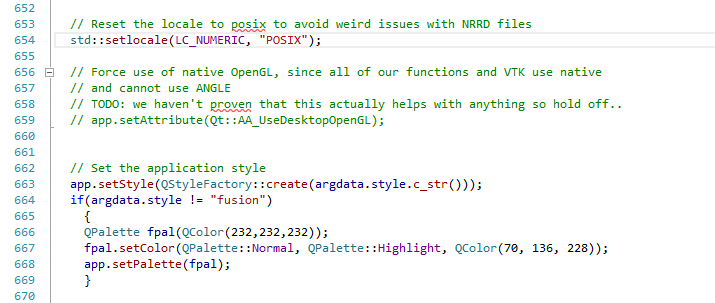 652
653 // Reset the locale to posix to avoid weird issues with NRRD files
654 std::setlocale(LC_NUMERIC, "POSIX");
655
656 // Force use of native OpenGL, since all of our functions and VTK use native
657 // and cannot use ANGLE
658 // TODO: we haven't proven that this actually helps with anything so hold off..
659 // app.setAttribute(Qt::AA_UseDesktopOpenGL);
660
661
662 // Set the application style
663 app.setStyle(QStyleFactory::create(argdata.style.c_str()));
664 if(argdata.style != "fusion")
665 {
666 QPalette fpal(QColor(232,232,232));
667 fpal.setColor(QPalette::Normal, QPalette::Highlight, QColor(70, 136, 228));
668 app.setPalette(fpal);
669 }
670